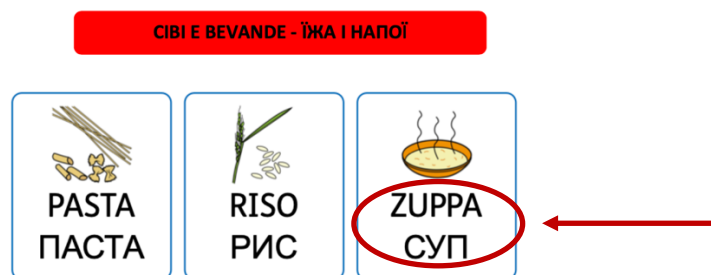 CIBI E BEVANDE - ЇЖА І НАПОЇ
PASTA
ПАСТА
RISO
РИС
ZUPPA
СУП